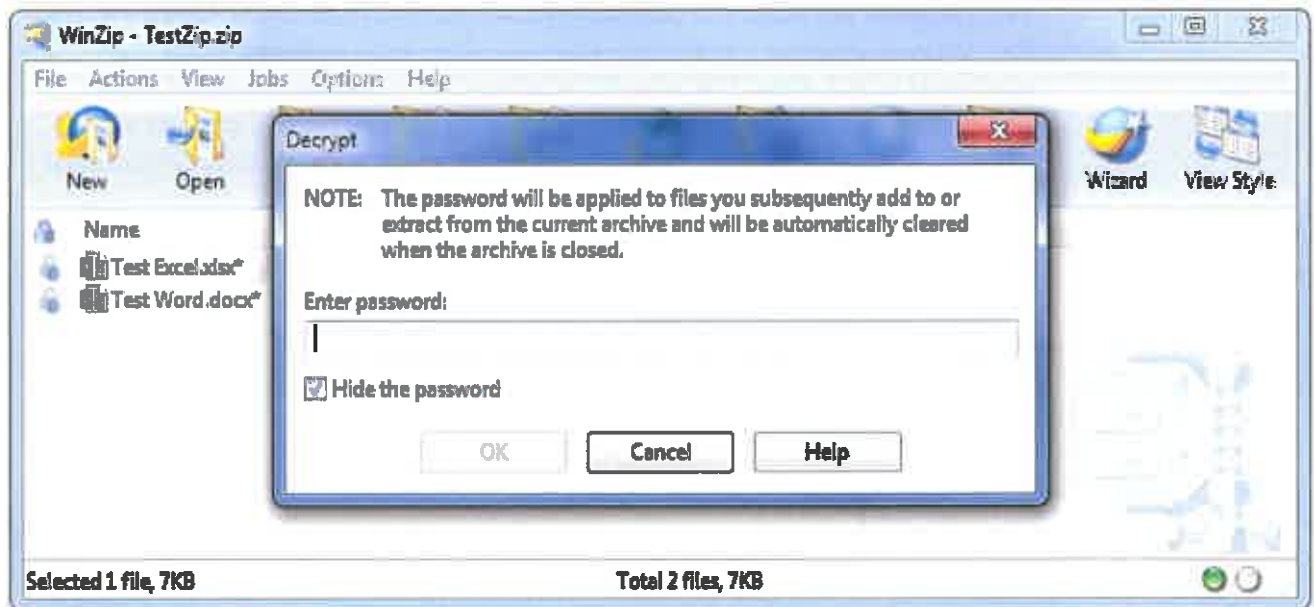 WinZip - TestZip.zip
File Actions View Jobs Options Help
New Open Wizard View Style
Decrypt
NOTE: The password will be applied to files you subsequently add to or
extract from the current archive and will be automatically cleared
when the archive is closed.
Name
Test Excel.xlsx*
Test Word.docx*
Enter password:
Hide the password
OK Cancel Help
Selected 1 file, 7KB Total 2 files, 7KB